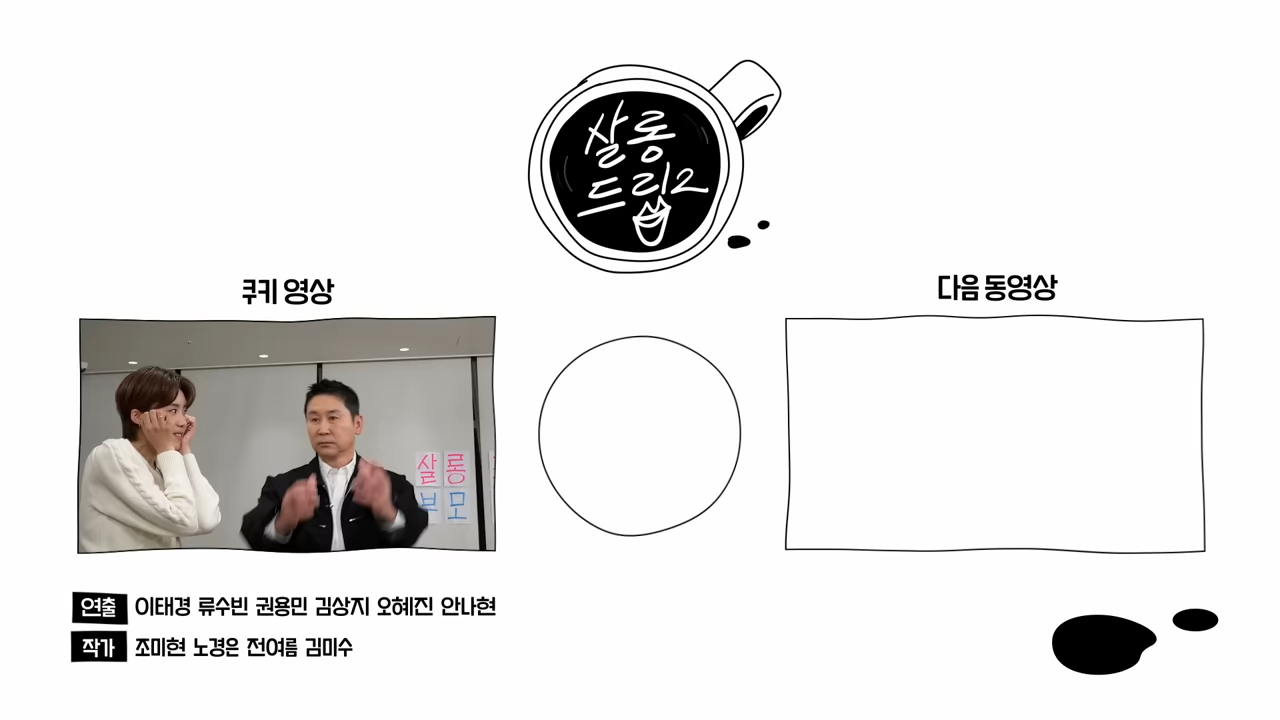 살롱
드립2
쿠키 영상
다음 동영상
살롱
보모
연출 이태경 류수빈 권용민 김상지 오혜진 안나현
작가 조미현 노경은 전여름 김미수